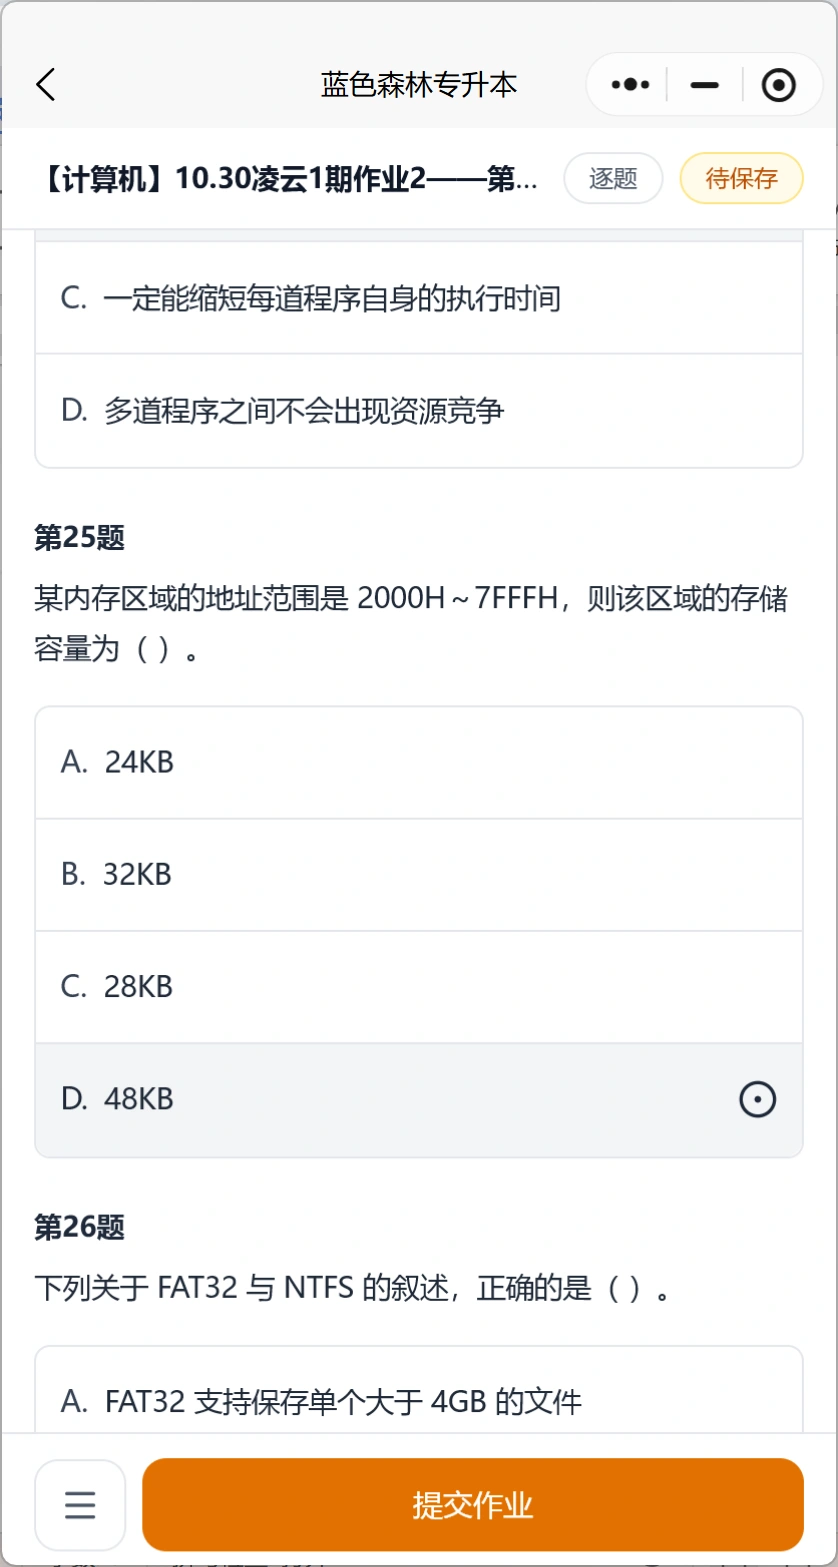 蓝色森林专升本
【计算机】10.30凌云1期作业2——第...
逐题
待保存
C. 一定能缩短每道程序自身的执行时间
D. 多道程序之间不会出现资源竞争
第25题
某内存区域的地址范围是 2000H～7FFFH，则该区域的存储
容量为（ ）。
A. 24KB
B. 32KB
C. 28KB
D. 48KB
第26题
下列关于 FAT32 与 NTFS 的叙述，正确的是（ ）。
A. FAT32 支持保存单个大于 4GB 的文件
提交作业